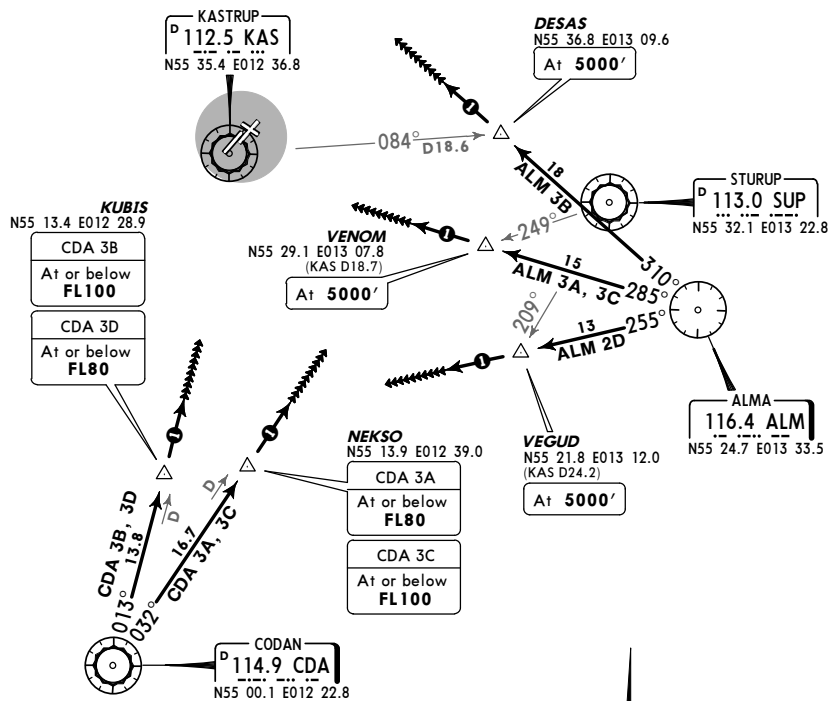 KASTRUP
D 112.5 KAS
N55 35.4 E012 36.8
DESAS
N55 36.8 E013 09.6
At 5000'
084°
D18.6
18
ALM 3B
STURUP
D 113.0 SUP
N55 32.1 E013 22.8
KUBIS
N55 13.4 E012 28.9
CDA 3B
At or below
FL100
CDA 3D
At or below
FL80
VENOM
N55 29.1 E013 07.8
(KAS D18.7)
At 5000'
249°
15
ALM 3A, 3C
310°
285°
255°
209°
13
ALM 2D
ALMA
116.4 ALM
N55 24.7 E013 33.5
VEGUD
N55 21.8 E013 12.0
(KAS D24.2)
At 5000'
NEKSO
N55 13.9 E012 39.0
CDA 3A
At or below
FL80
CDA 3C
At or below
FL100
D
D
CDA 3B, 3D
13.8
16.7
CDA 3A, 3C
013°
032°
CODAN
D 114.9 CDA
N55 00.1 E012 22.8
1
1
1
1
1